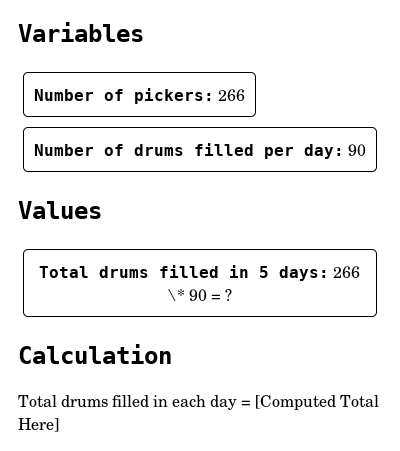 Variables
Number of pickers: 266
Number of drums filled per day: 90
Values
Total drums filled in 5 days: 266
\* 90 = ?
Calculation
Total drums filled in each day = [Computed Total
Here]